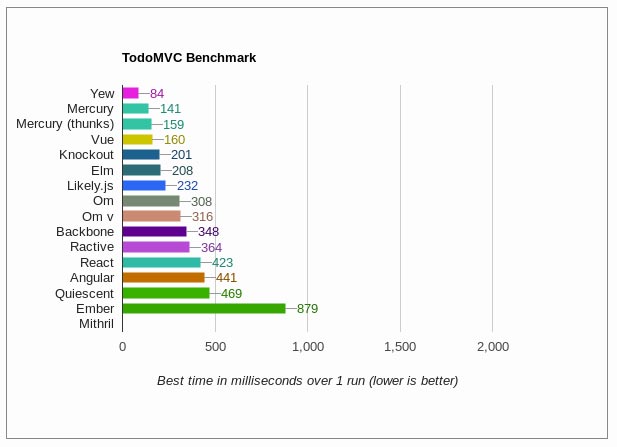 TodoMVC Benchmark
Yew 84
Mercury 141
Mercury (thunks) 159
Vue 160
Knockout 201
Elm 208
Likely.js 232
Om 308
Om v 316
Backbone 348
Ractive 364
React 423
Angular 441
Quiescent 469
Ember 879
Mithril
0 500 1,000 1,500 2,000
Best time in milliseconds over 1 run (lower is better)